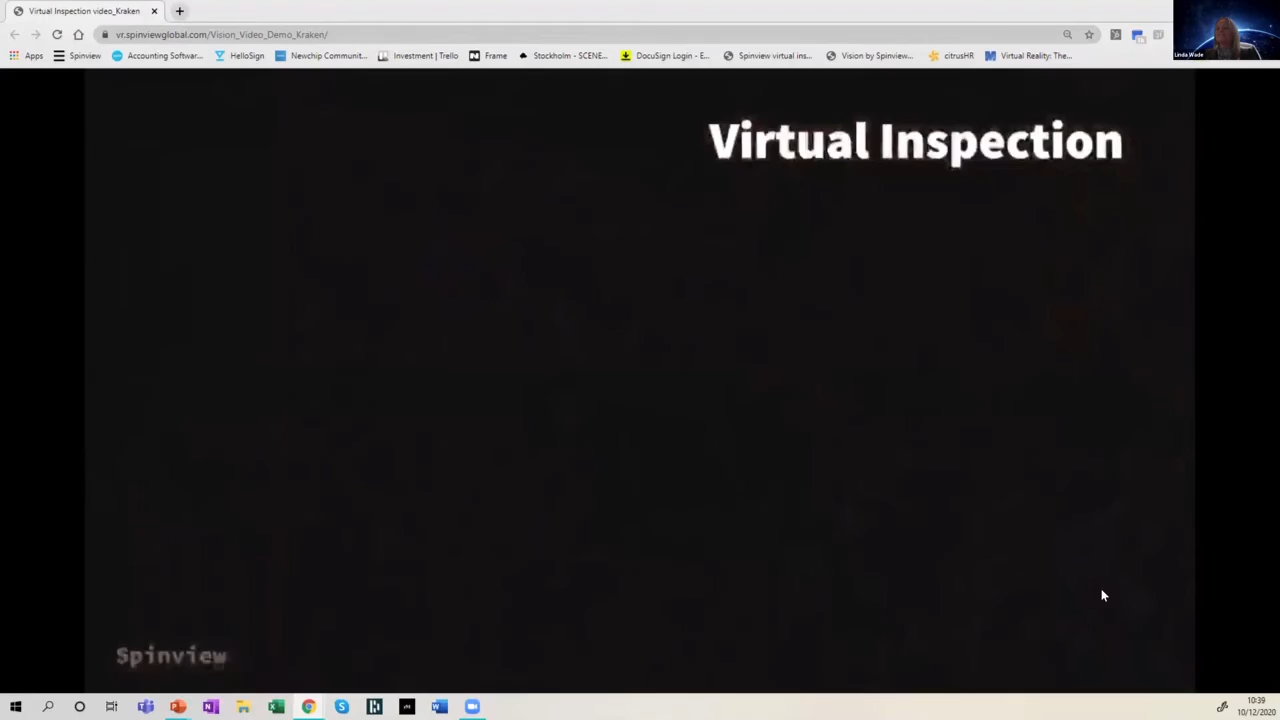 Virtual Inspection video_Kraken
vr.spinviewglobal.com/Vision_Video_Demo_Kraken/
Apps Spinview Accounting Softwar... HelloSign Newchip Communit... Investment | Trello Frame Stockholm - SCENE... DocuSign Login - E... Spinview virtual ins... Vision by Spinview... citrusHR Virtual Reality: The...
Linda Wade
Virtual Inspection
Spinview
10:39
10/12/2020